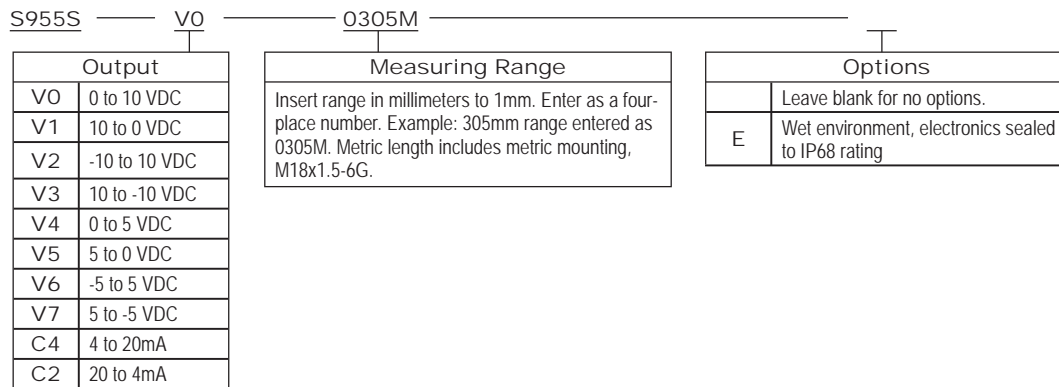 S955S V0 0305M
Output
V0 0 to 10 VDC
V1 10 to 0 VDC
V2 -10 to 10 VDC
V3 10 to -10 VDC
V4 0 to 5 VDC
V5 5 to 0 VDC
V6 -5 to 5 VDC
V7 5 to -5 VDC
C4 4 to 20mA
C2 20 to 4mA
Measuring Range
Insert range in millimeters to 1mm. Enter as a four-
place number. Example: 305mm range entered as
0305M. Metric length includes metric mounting,
M18x1.5-6G.
Options
Leave blank for no options.
E Wet environment, electronics sealed
to IP68 rating